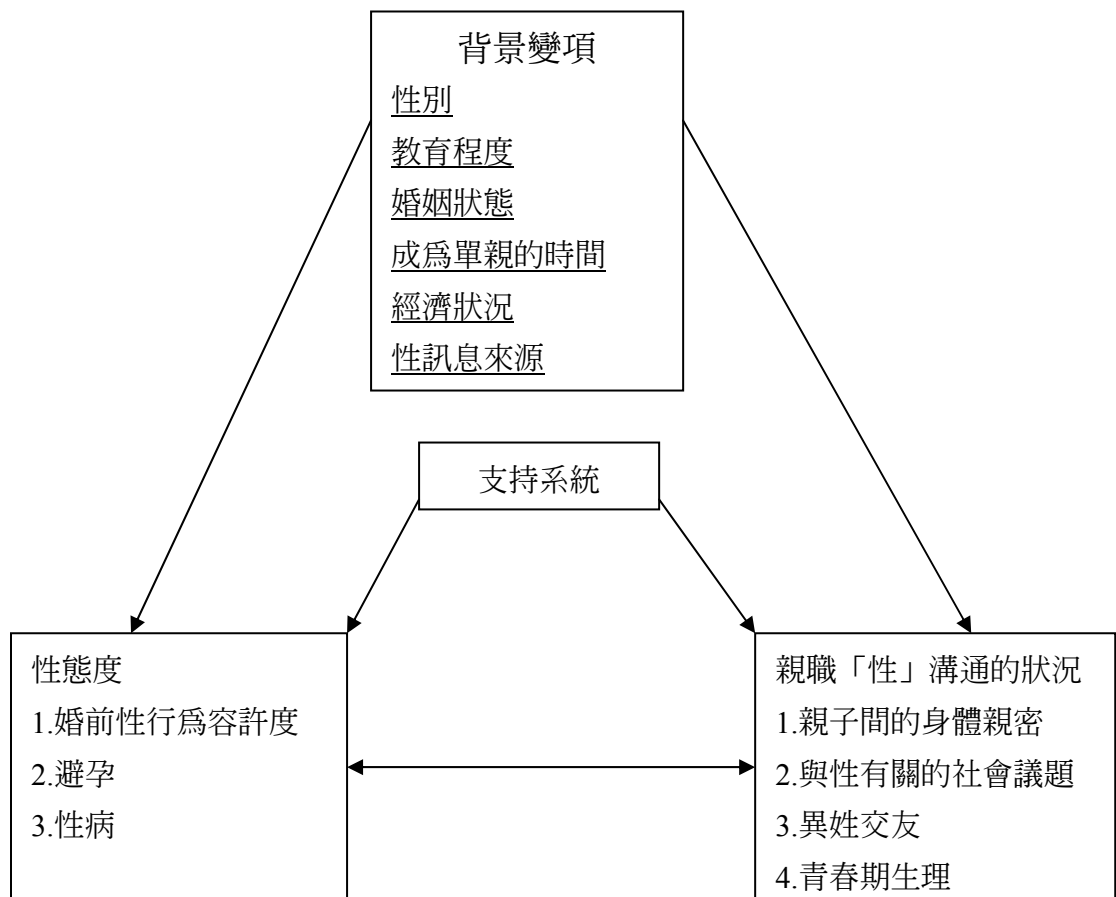 背景變項
性別
教育程度
婚姻狀態
成爲單親的時間
經濟狀況
性訊息來源
支持系統
性態度
1.婚前性行爲容許度
2.避孕
3.性病
親職「性」溝通的狀況
1.親子間的身體親密
2.與性有關的社會議題
3.異姓交友
4.青春期生理